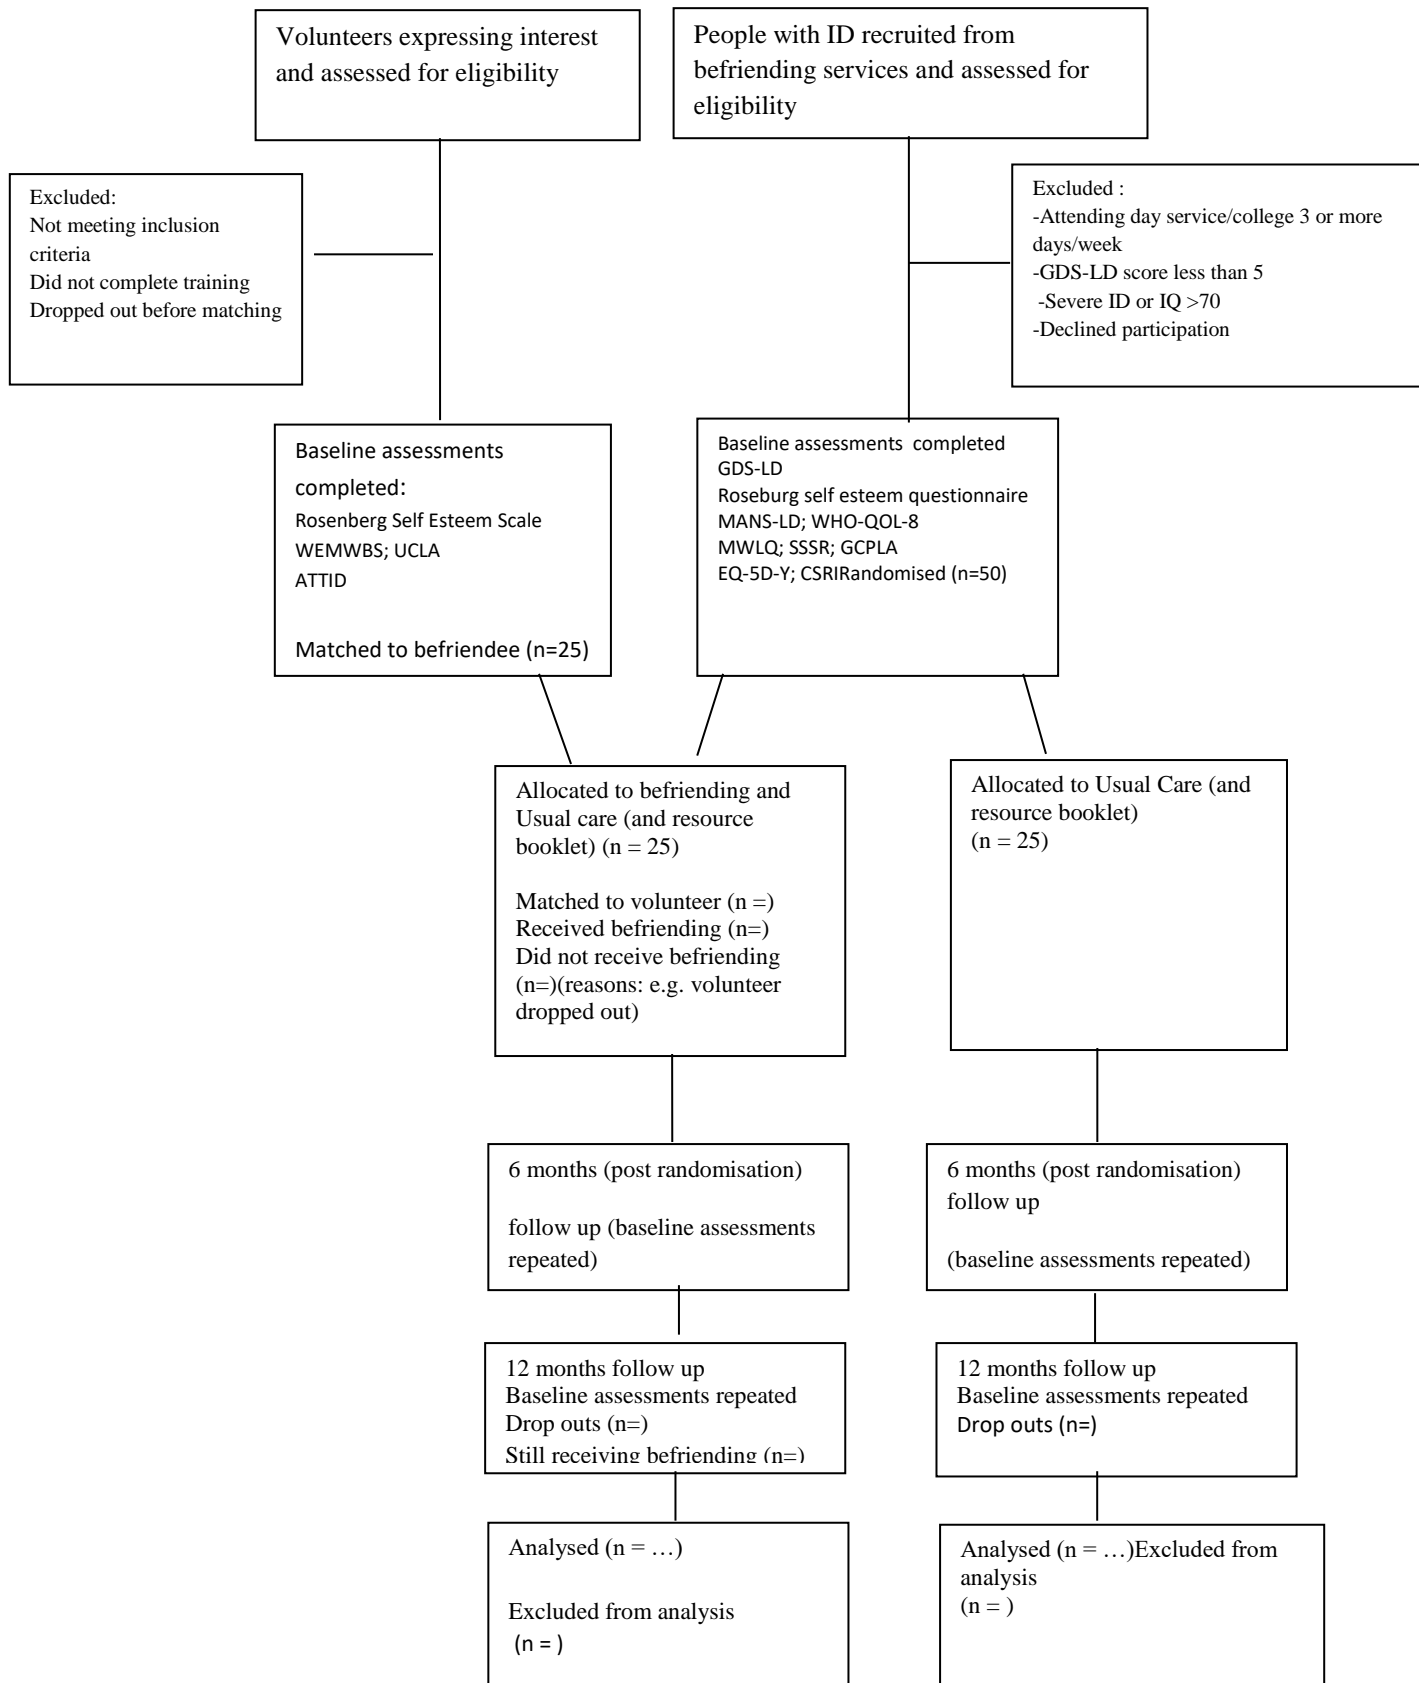 Volunteers expressing interest
and assessed for eligibility
People with ID recruited from
befriending services and assessed for
eligibility
Excluded:
Not meeting inclusion
criteria
Did not complete training
Dropped out before matching
Excluded :
-Attending day service/college 3 or more
days/week
-GDS-LD score less than 5
-Severe ID or IQ >70
-Declined participation
Baseline assessments
completed:
Rosenberg Self Esteem Scale
WEMWBS; UCLA
ATTID
Matched to befriendee (n=25)
Baseline assessments completed
GDS-LD
Roseburg self esteem questionnaire
MANS-LD; WHO-QOL-8
MWLQ; SSSR; GCPLA
EQ-5D-Y; CSRIRandomised (n=50)
Allocated to befriending and
Usual care (and resource
booklet) (n = 25)
Matched to volunteer (n =)
Received befriending (n=)
Did not receive befriending
(n=)(reasons: e.g. volunteer
dropped out)
Allocated to Usual Care (and
resource booklet)
(n = 25)
6 months (post randomisation)
follow up (baseline assessments
repeated)
6 months (post randomisation)
follow up
(baseline assessments repeated)
12 months follow up
Baseline assessments repeated
Drop outs (n=)
Still receiving befriending (n=)
12 months follow up
Baseline assessments repeated
Drop outs (n=)
Analysed (n = …)
Excluded from analysis
(n = )
Analysed (n = …)Excluded from
analysis
(n = )